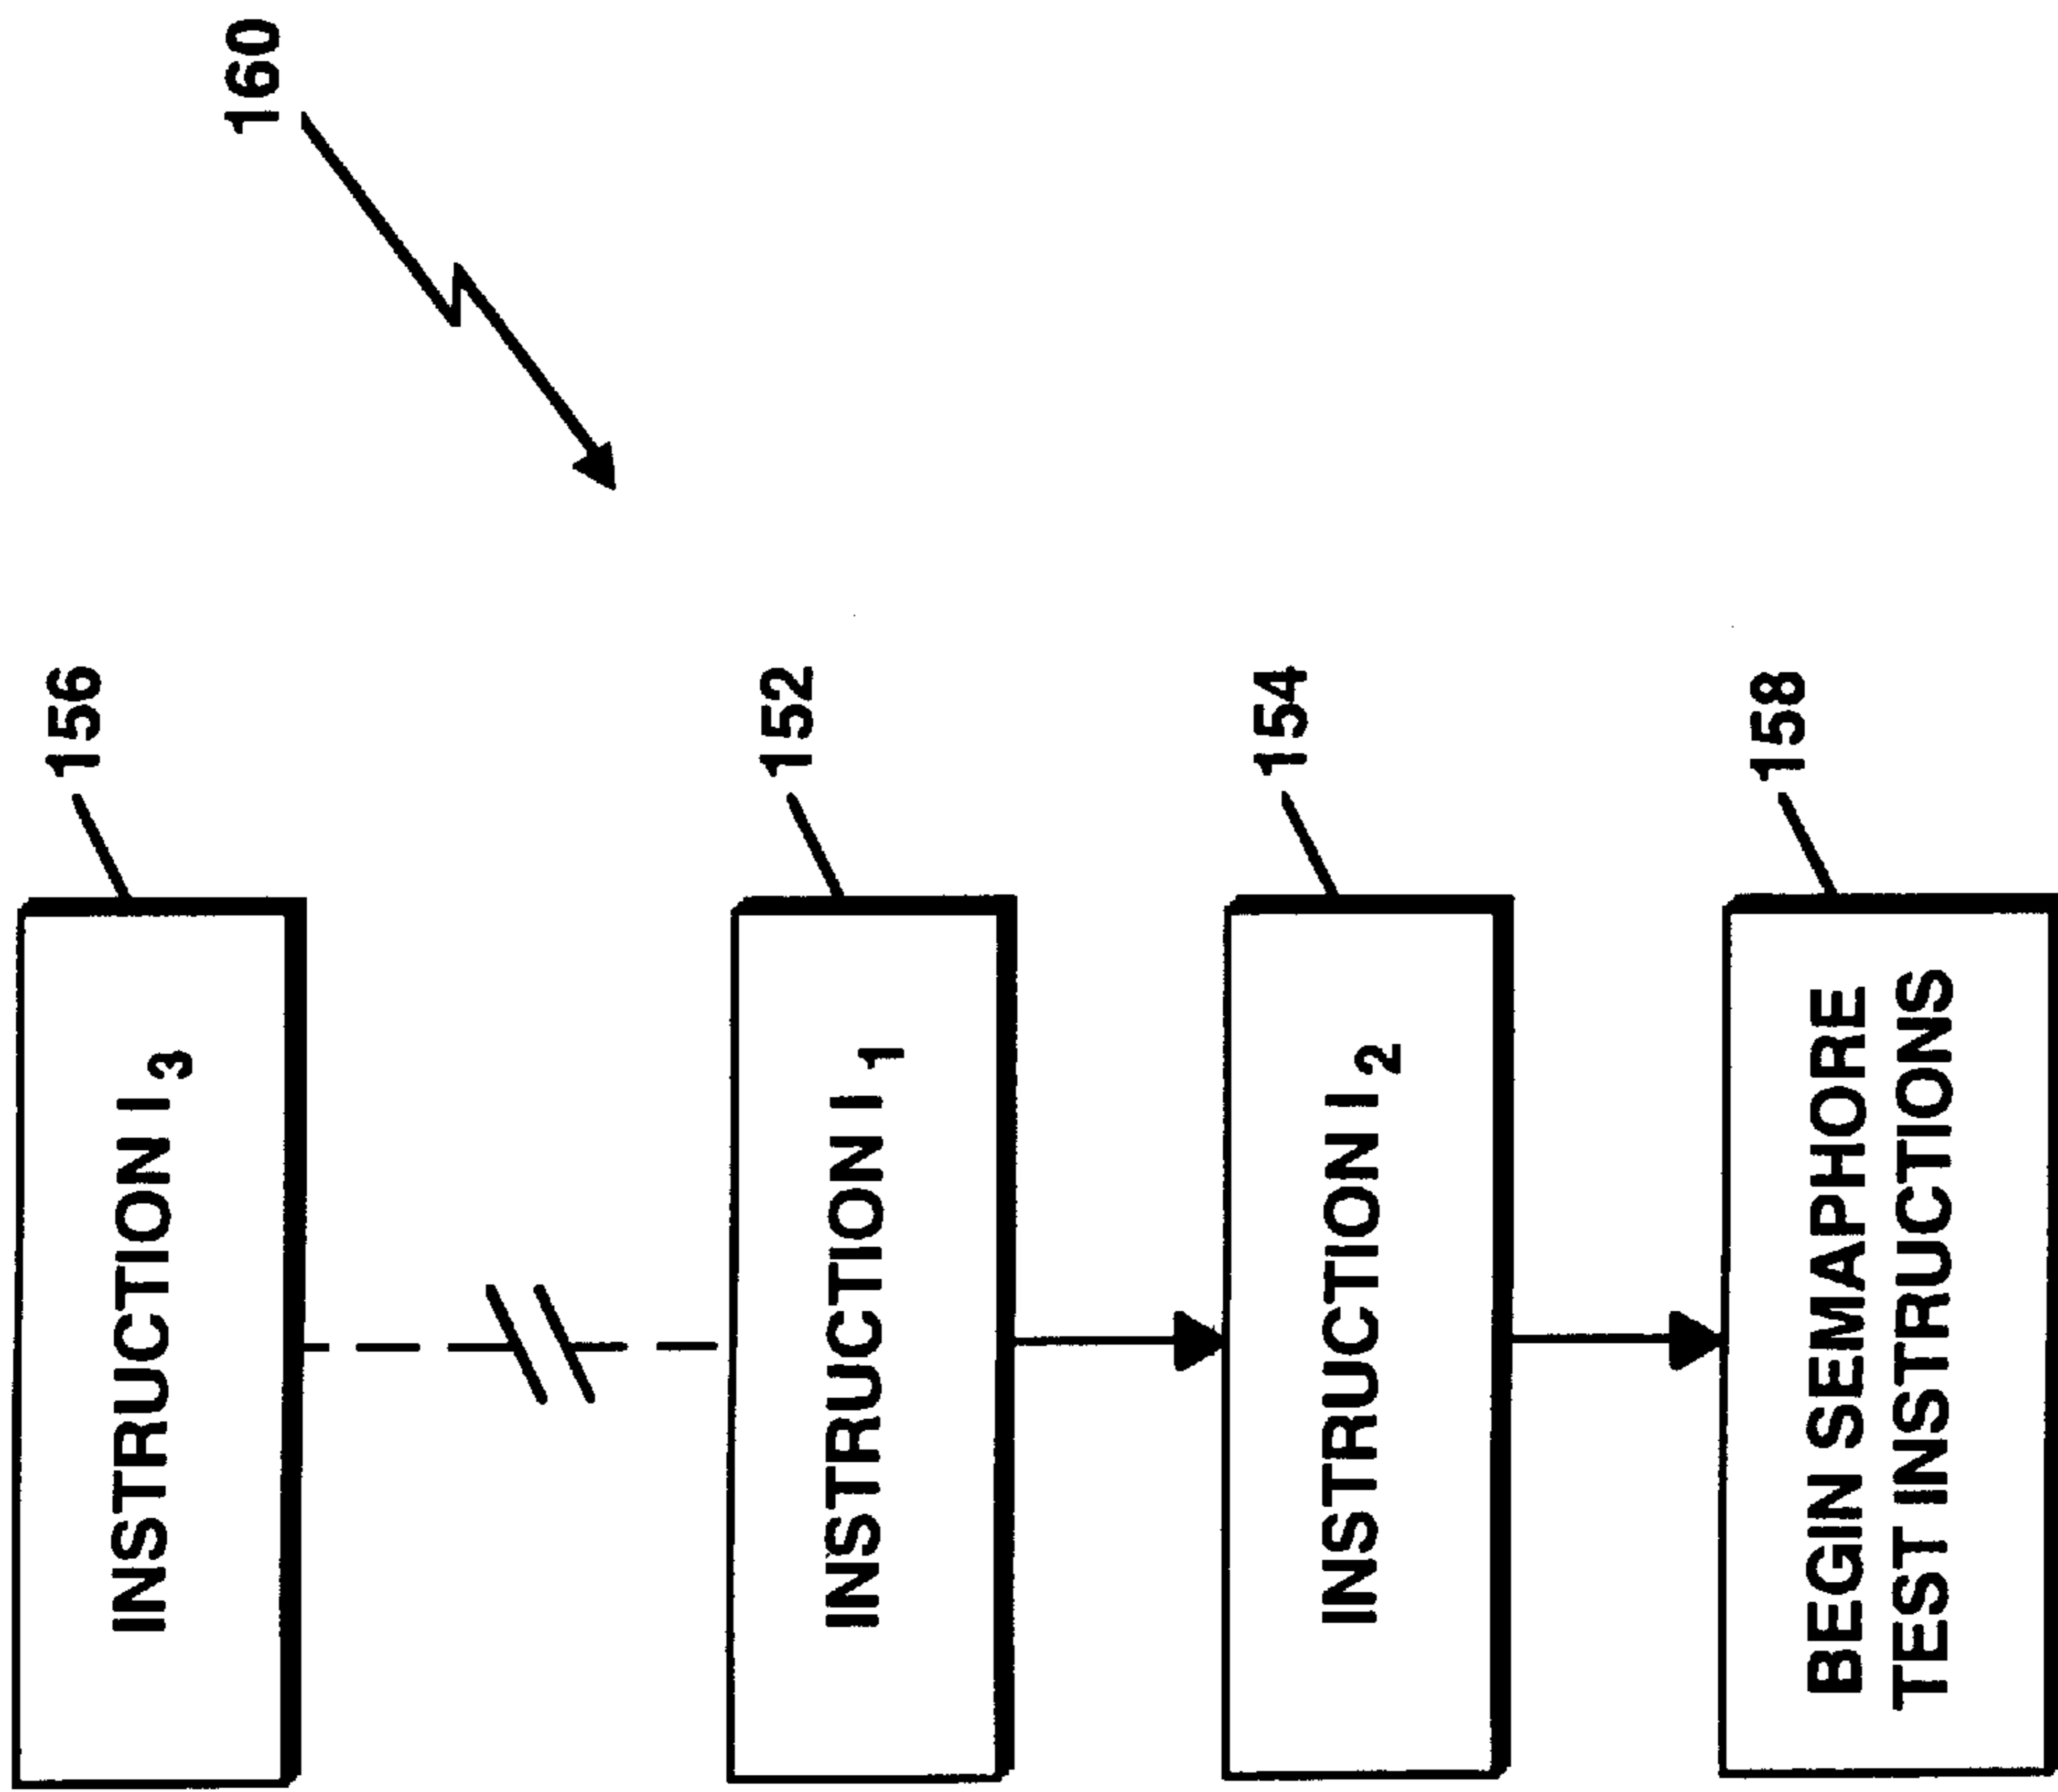 160
156
INSTRUCTION I3
152
INSTRUCTION I1
154
INSTRUCTION I2
158
BEGIN SEMAPHORE
TEST INSTRUCTIONS